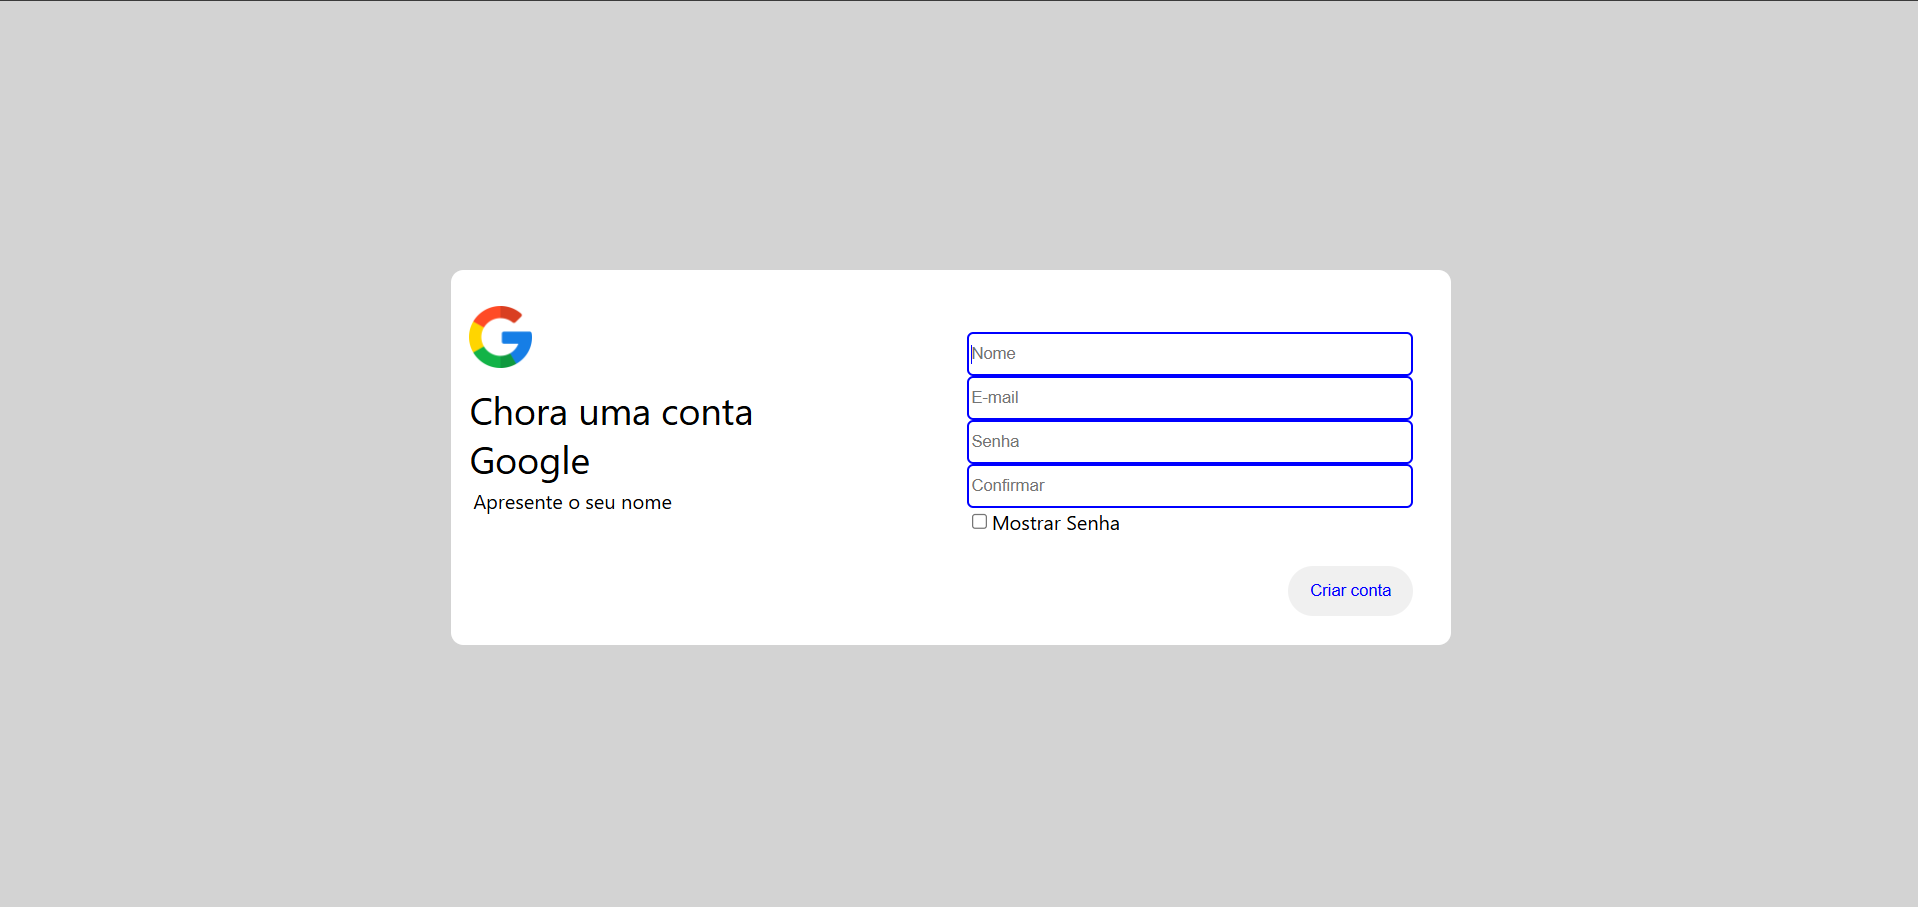 Chora uma conta
Google
Apresente o seu nome
Nome
E-mail
Senha
Confirmar
Mostrar Senha
Criar conta